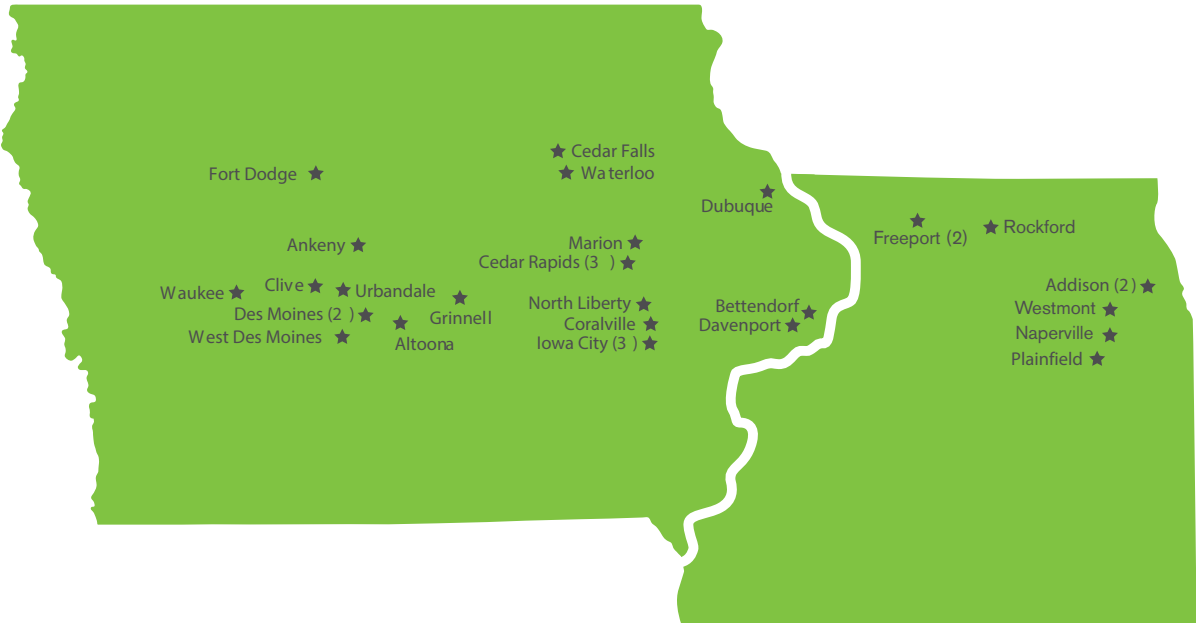 Cedar Falls
Fort Dodge
Waterloo
Dubuque
Freeport (2)
Rockford
Ankeny
Marion
Cedar Rapids (3)
Waukee
Clive
Urbandale
Addison (2)
North Liberty
Bettendorf
Westmont
Des Moines (2)
Grinnell
Coralville
Davenport
West Des Moines
Altoona
Iowa City (3)
Naperville
Plainfield